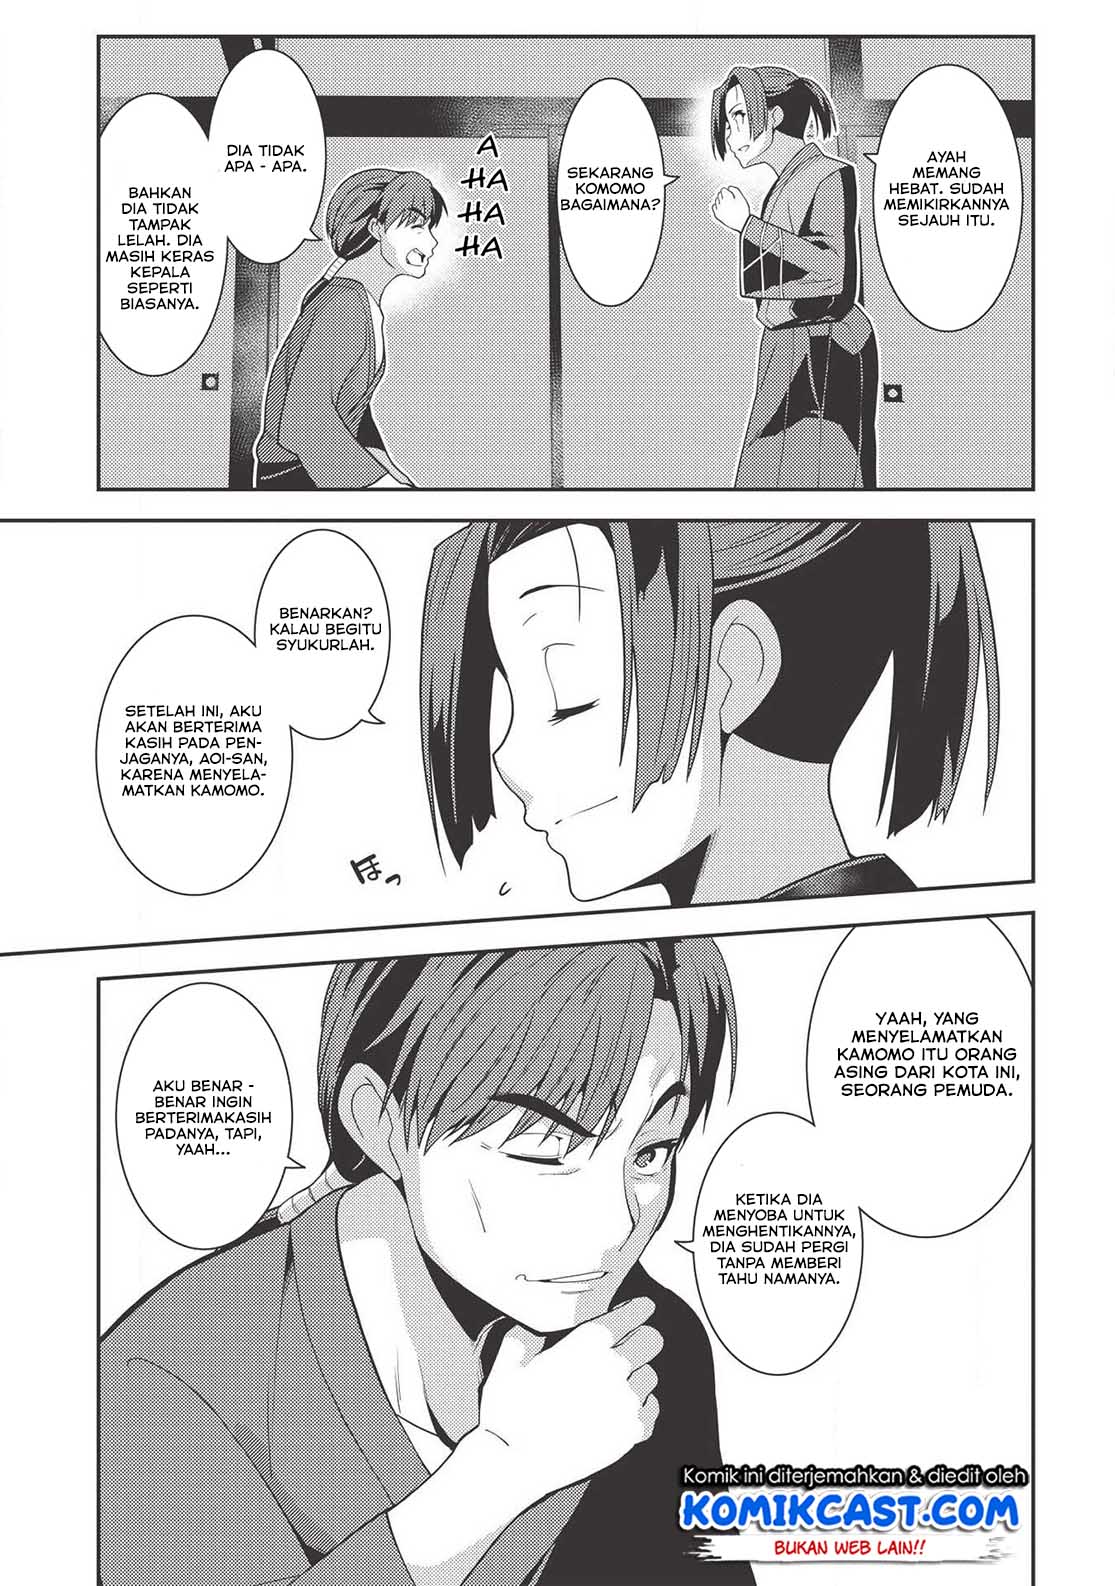 AYAH
MEMANG
HEBAT. SUDAH
MEMIKIRKANNYA
SEJAUH ITU.
SEKARANG
KOMOMO
BAGAIMANA?
A
HA
HA
HA
DIA TIDAK
APA - APA.
BAHKAN
DIA TIDAK
TAMPAK
LELAH. DIA
MASIH KERAS
KEPALA
SEPERTI
BIASANYA.
BENARKAN?
KALAU BEGITU
SYUKURLAH.
SETELAH INI, AKU
AKAN BERTERIMA
KASIH PADA PEN-
JAGANYA, AOI-SAN,
KARENA MENYELA-
MATKAN KAMOMO.
ほっ
YAAH, YANG
MENYELAMATKAN
KAMOMO ITU ORANG
ASING DARI KOTA INI,
SEORANG PEMUDA.
KETIKA DIA
MENYOBA UNTUK
MENGHENTIKANNYA,
DIA SUDAH PERGI
TANPA MEMBERI
TAHU NAMANYA.
AKU BENAR -
BENAR INGIN
BERTERIMAKASIH
PADANYA, TAPI,
YAAH...
Komik ini diterjemahkan & diedit oleh
KOMIKCAST.COM
BUKAN WEB LAIN!!